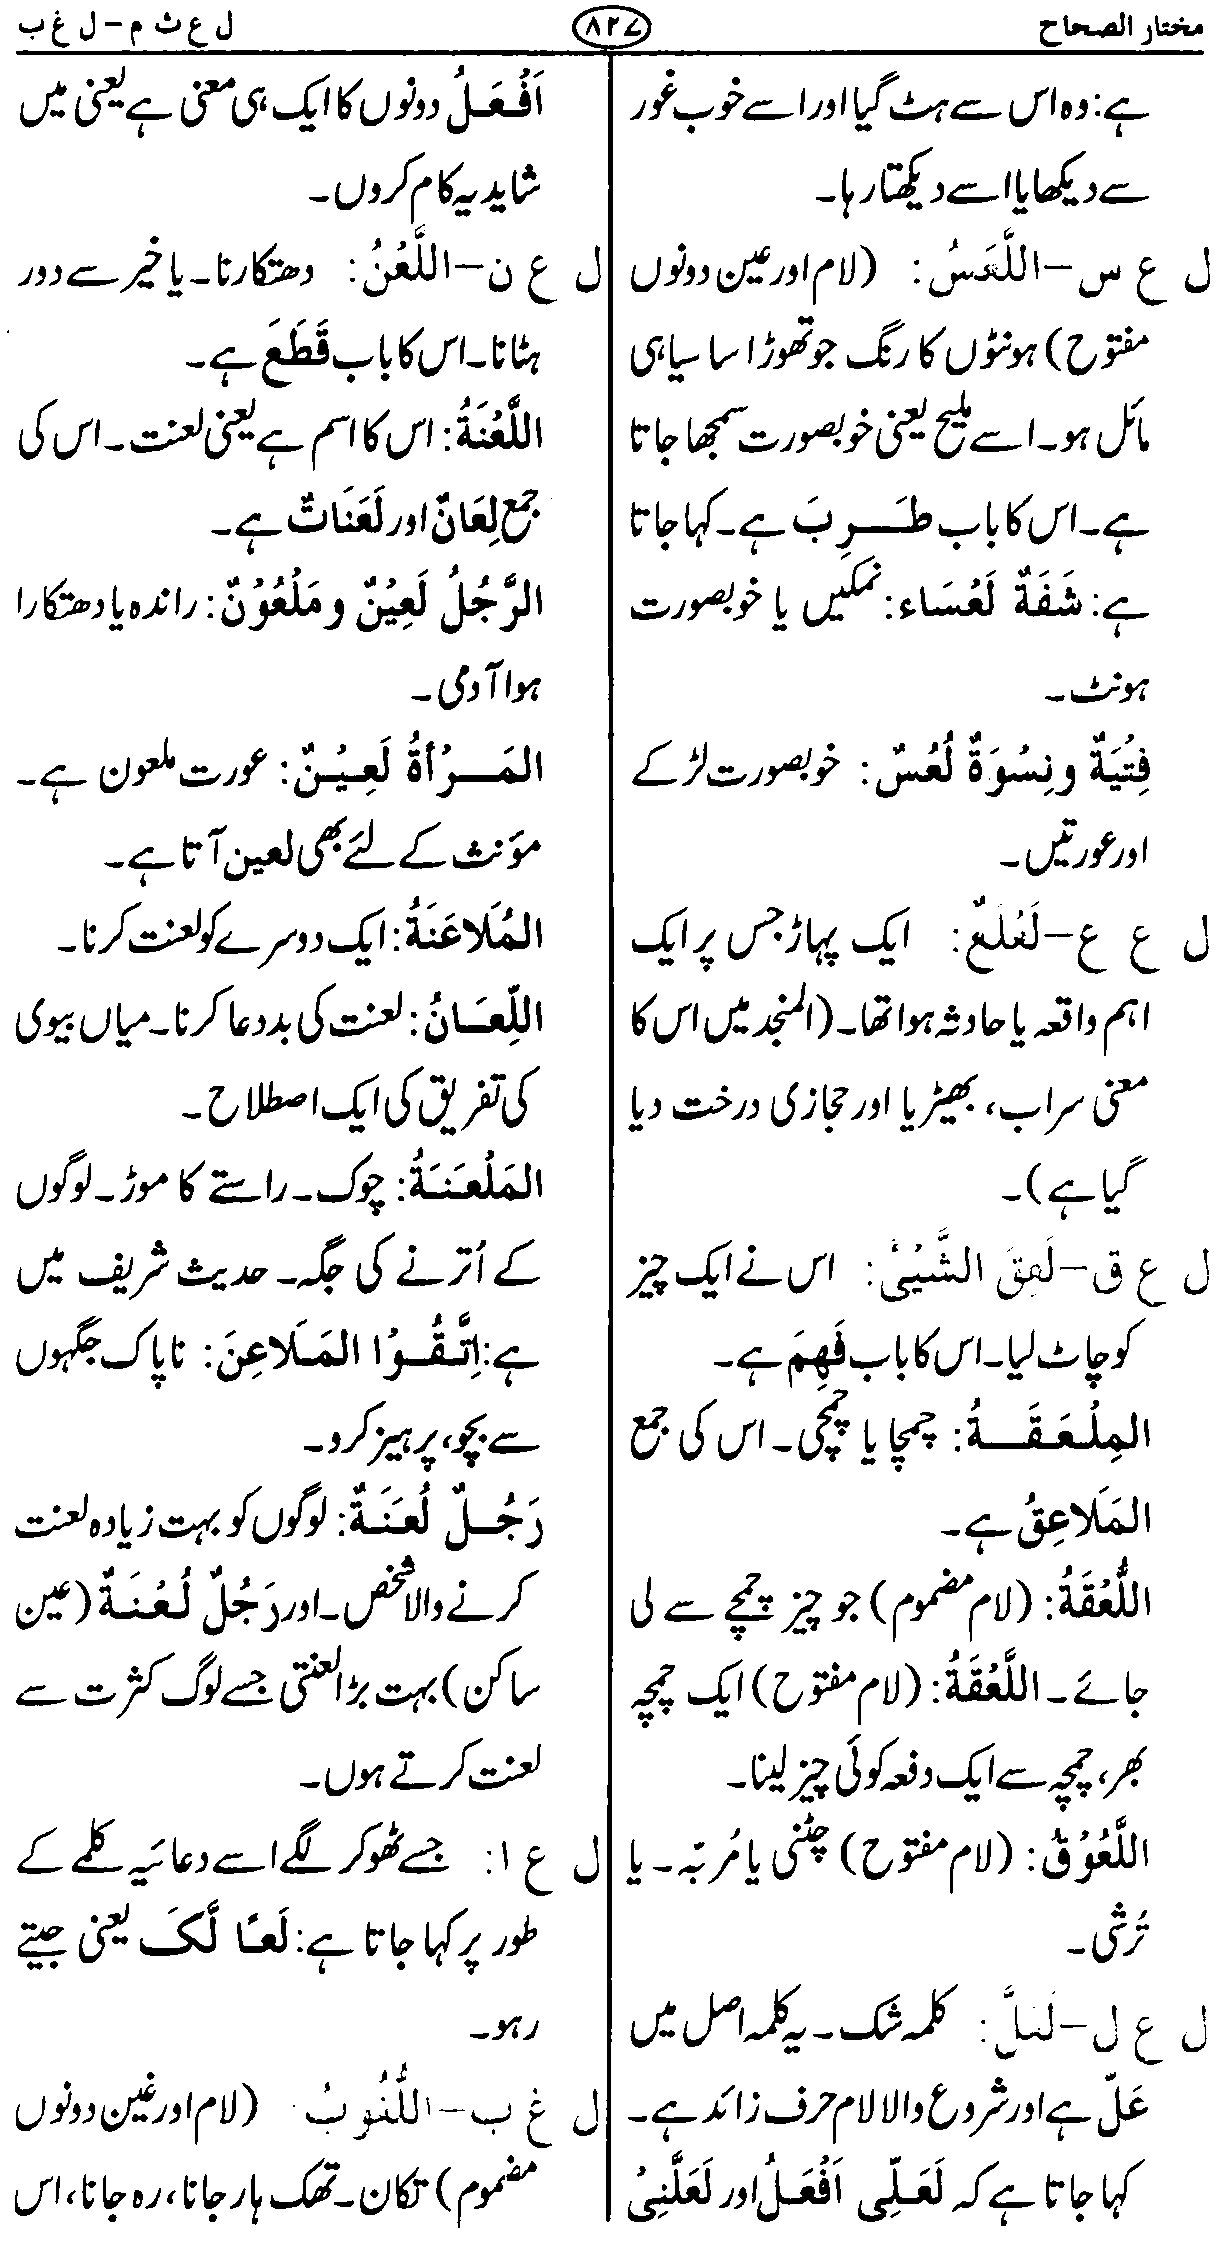 مختار الصحاح
۸۲۷
ل ع ث م – ل غ ب
ہے: وہ اس سے ہٹ گیا اور اسے خوب غور
سے دیکھا یا اسے دیکھتا رہا۔
ل ع س – اللَّعَسُ: (لام اور عین دونوں
مفتوح) ہونٹوں کا رنگ جو تھوڑا سا سیاہی
مائل ہو۔ اسے ملیح یعنی خوبصورت سمجھا جاتا
ہے۔ اس کا باب طَرِبَ ہے۔ کہا جاتا
ہے: شَفَةٌ لَعْسَاء: نمکیں یا خوبصورت
ہونٹ۔
فِتْيَةٌ ونِسْوَةٌ لُعْسٌ: خوبصورت لڑکے
اور عورتیں۔
ل ع ع – لَعْلَعٌ: ایک پہاڑ جس پر ایک
اہم واقعہ یا حادثہ ہوا تھا۔ (المنجد میں اس کا
معنی سراب، بھیڑیا اور حجازی درخت دیا
گیا ہے)۔
ل ع ق – لَعِقَ الشَّيْئَ: اس نے ایک چیز
کو چاٹ لیا۔ اس کا باب فَهِمَ ہے۔
المِلْعَقَةُ: چمچا یا چمچی۔ اس کی جمع
المَلَاعِقُ ہے۔
اللُّعْقَةُ: (لام مضموم) جو چیز چمچے سے لی
جائے۔ اللَّعْقَةُ: (لام مفتوح) ایک چمچہ
بھر، چمچہ سے ایک دفعہ کوئی چیز لینا۔
اللَّعُوْقُ: (لام مفتوح) چٹنی یا مُربّہ۔ یا
تُرشی۔
ل ع ل – لَعَلَّ: کلمہ شک۔ یہ کلمہ اصل میں
عَلّ ہے اور شروع والا لام حرف زائد ہے۔
کہا جاتا ہے کہ لَعَلِّی اَفْعَلُ اور لَعَلَّنِیْ
اَفْعَلُ دونوں کا ایک ہی معنی ہے یعنی میں
شاید یہ کام کروں۔
ل ع ن – اللَّعْنُ: دھتکارنا۔ یا خیر سے دور
ہٹانا۔ اس کا باب قَطَعَ ہے۔
اللَّعْنَةُ: اس کا اسم ہے یعنی لعنت۔ اس کی
جمع لِعَانٌ اور لَعَنَاتٌ ہے۔
الرَّجُلُ لَعِيْنٌ و مَلْعُوْنٌ: راندہ یا دھتکارا
ہوا آدمی۔
المَرْأةُ لَعِيْنٌ: عورت ملعون ہے۔
مؤنث کے لئے بھی لعین آتا ہے۔
المُلَاعَنَةُ: ایک دوسرے کو لعنت کرنا۔
اللِّعَانُ: لعنت کی بددعا کرنا۔ میاں بیوی
کی تفریق کی ایک اصطلاح۔
المَلْعَنَةُ: چوک۔ راستے کا موڑ۔ لوگوں
کے اُترنے کی جگہ۔ حدیث شریف میں
ہے: اِتَّقُوْا المَلَاعِنَ: ناپاک جگہوں
سے بچو، پرہیز کرو۔
رَجُلٌ لُعَنَةٌ: لوگوں کو بہت زیادہ لعنت
کرنے والا شخص۔ اور رَجُلٌ لُعْنَةٌ (عین
ساکن) بہت بڑا لعنتی جسے لوگ کثرت سے
لعنت کرتے ہوں۔
ل ع ا: جسے ٹھوکر لگے اسے دعائیہ کلمے کے
طور پر کہا جاتا ہے: لَعًا لَّکَ یعنی جیتے
رہو۔
ل غ ب – اللُّغُوبُ (لام اور غین دونوں
مضموم) تکان۔ تھک ہار جانا، رہ جانا، اس